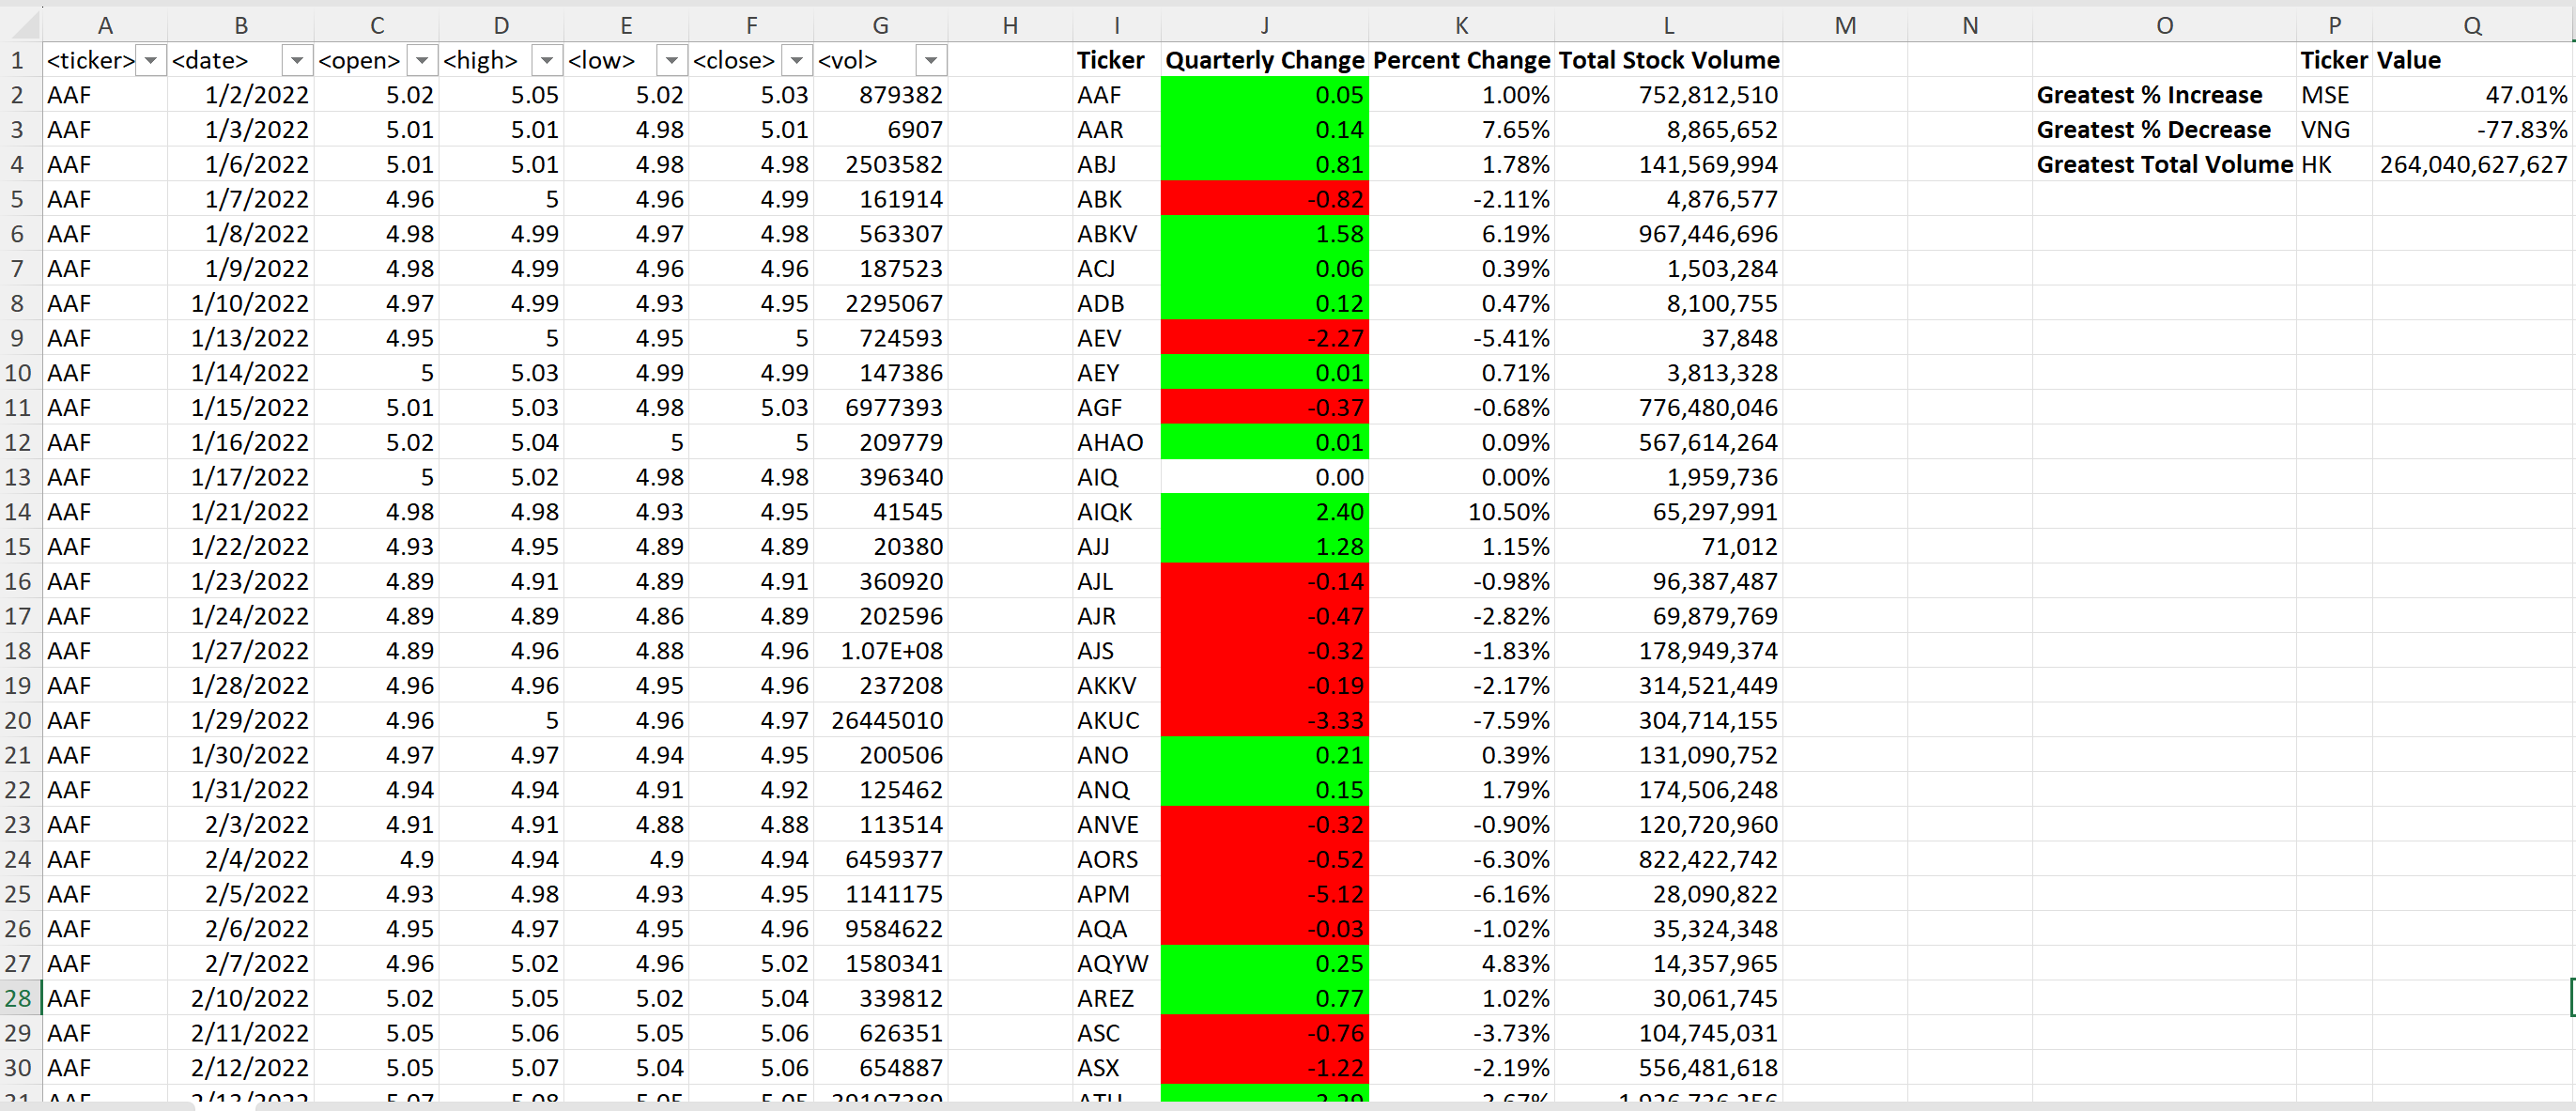 A B C D E F G H I J K L M N O P Q
1 <ticker> <date> <open> <high> <low> <close> <vol> Ticker Quarterly Change Percent Change Total Stock Volume Ticker Value
2 AAF 1/2/2022 5.02 5.05 5.02 5.03 879382 AAF 0.05 1.00% 752,812,510 Greatest % Increase MSE 47.01%
3 AAF 1/3/2022 5.01 5.01 4.98 5.01 6907 AAR 0.14 7.65% 8,865,652 Greatest % Decrease VNG -77.83%
4 AAF 1/6/2022 5.01 5.01 4.98 4.98 2503582 ABJ 0.81 1.78% 141,569,994 Greatest Total Volume HK 264,040,627,627
5 AAF 1/7/2022 4.96 5 4.96 4.99 161914 ABK -0.82 -2.11% 4,876,577
6 AAF 1/8/2022 4.98 4.99 4.97 4.98 563307 ABKV 1.58 6.19% 967,446,696
7 AAF 1/9/2022 4.98 4.99 4.96 4.96 187523 ACJ 0.06 0.39% 1,503,284
8 AAF 1/10/2022 4.97 4.99 4.93 4.95 2295067 ADB 0.12 0.47% 8,100,755
9 AAF 1/13/2022 4.95 5 4.95 5 724593 AEV -2.27 -5.41% 37,848
10 AAF 1/14/2022 5 5.03 4.99 4.99 147386 AEY 0.01 0.71% 3,813,328
11 AAF 1/15/2022 5.01 5.03 4.98 5.03 6977393 AGF -0.37 -0.68% 776,480,046
12 AAF 1/16/2022 5.02 5.04 5 5 209779 AHAO 0.01 0.09% 567,614,264
13 AAF 1/17/2022 5 5.02 4.98 4.98 396340 AIQ 0.00 0.00% 1,959,736
14 AAF 1/21/2022 4.98 4.98 4.93 4.95 41545 AIQK 2.40 10.50% 65,297,991
15 AAF 1/22/2022 4.93 4.95 4.89 4.89 20380 AJJ 1.28 1.15% 71,012
16 AAF 1/23/2022 4.89 4.91 4.89 4.91 360920 AJL -0.14 -0.98% 96,387,487
17 AAF 1/24/2022 4.89 4.89 4.86 4.89 202596 AJR -0.47 -2.82% 69,879,769
18 AAF 1/27/2022 4.89 4.96 4.88 4.96 1.07E+08 AJS -0.32 -1.83% 178,949,374
19 AAF 1/28/2022 4.96 4.96 4.95 4.96 237208 AKKV -0.19 -2.17% 314,521,449
20 AAF 1/29/2022 4.96 5 4.96 4.97 26445010 AKUC -3.33 -7.59% 304,714,155
21 AAF 1/30/2022 4.97 4.97 4.94 4.95 200506 ANO 0.21 0.39% 131,090,752
22 AAF 1/31/2022 4.94 4.94 4.91 4.92 125462 ANQ 0.15 1.79% 174,506,248
23 AAF 2/3/2022 4.91 4.91 4.88 4.88 113514 ANVE -0.32 -0.90% 120,720,960
24 AAF 2/4/2022 4.9 4.94 4.9 4.94 6459377 AORS -0.52 -6.30% 822,422,742
25 AAF 2/5/2022 4.93 4.98 4.93 4.95 1141175 APM -5.12 -6.16% 28,090,822
26 AAF 2/6/2022 4.95 4.97 4.95 4.96 9584622 AQA -0.03 -1.02% 35,324,348
27 AAF 2/7/2022 4.96 5.02 4.96 5.02 1580341 AQYW 0.25 4.83% 14,357,965
28 AAF 2/10/2022 5.02 5.05 5.02 5.04 339812 AREZ 0.77 1.02% 30,061,745
29 AAF 2/11/2022 5.05 5.06 5.05 5.06 626351 ASC -0.76 -3.73% 104,745,031
30 AAF 2/12/2022 5.05 5.07 5.04 5.06 654887 ASX -1.22 -2.19% 556,481,618